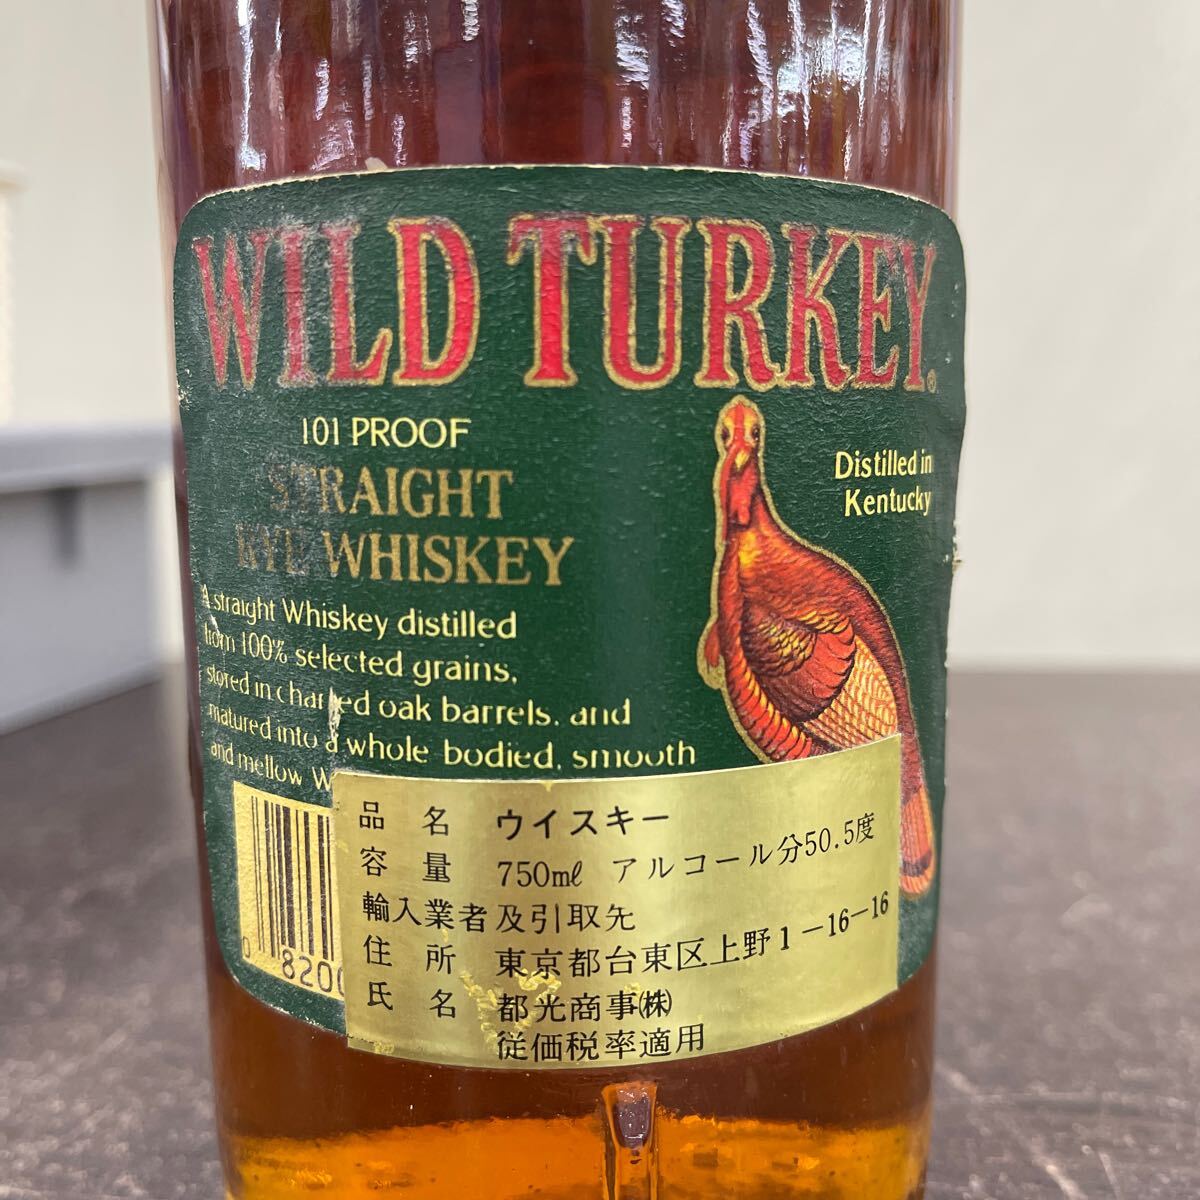 WILD TURKEY®
101 PROOF
STRAIGHT
RYE WHISKEY
Distilled in
Kentucky
A straight Whiskey distilled
from 100% selected grains,
stored in charred oak barrels, and
matured into a whole bodied, smooth
and mellow W
品名 ウイスキー
容量 750mℓ アルコール分50.5度
輸入業者及引取先
住所 東京都台東区上野1-16-16
氏名 都光商事㈱
従価税率適用
0 8200